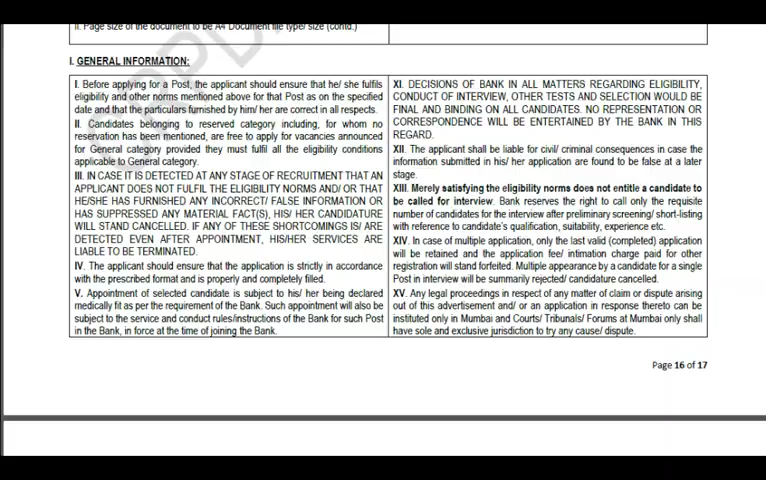 II. Page size of the document to be A4 Document file type/ size (contd.)
I. GENERAL INFORMATION:
I. Before applying for a Post, the applicant should ensure that he/ she fulfils
eligibility and other norms mentioned above for that Post as on the specified
date and that the particulars furnished by him/ her are correct in all respects.
II. Candidates belonging to reserved category including, for whom no
reservation has been mentioned, are free to apply for vacancies announced
for General category provided they must fulfil all the eligibility conditions
applicable to General category.
III. IN CASE IT IS DETECTED AT ANY STAGE OF RECRUITMENT THAT AN
APPLICANT DOES NOT FULFIL THE ELIGIBILITY NORMS AND/ OR THAT
HE/SHE HAS FURNISHED ANY INCORRECT/ FALSE INFORMATION OR
HAS SUPPRESSED ANY MATERIAL FACT(S), HIS/ HER CANDIDATURE
WILL STAND CANCELLED. IF ANY OF THESE SHORTCOMINGS IS/ ARE
DETECTED EVEN AFTER APPOINTMENT, HIS/HER SERVICES ARE
LIABLE TO BE TERMINATED.
IV. The applicant should ensure that the application is strictly in accordance
with the prescribed format and is properly and completely filled.
V. Appointment of selected candidate is subject to his/ her being declared
medically fit as per the requirement of the Bank. Such appointment will also be
subject to the service and conduct rules/instructions of the Bank for such Post
in the Bank, in force at the time of joining the Bank.
XI. DECISIONS OF BANK IN ALL MATTERS REGARDING ELIGIBILITY,
CONDUCT OF INTERVIEW, OTHER TESTS AND SELECTION WOULD BE
FINAL AND BINDING ON ALL CANDIDATES. NO REPRESENTATION OR
CORRESPONDENCE WILL BE ENTERTAINED BY THE BANK IN THIS
REGARD.
XII. The applicant shall be liable for civil/ criminal consequences in case the
information submitted in his/ her application are found to be false at a later
stage.
XIII. Merely satisfying the eligibility norms does not entitle a candidate to
be called for interview. Bank reserves the right to call only the requisite
number of candidates for the interview after preliminary screening/ short-listing
with reference to candidate's qualification, suitability, experience etc.
XIV. In case of multiple application, only the last valid (completed) application
will be retained and the application fee/ intimation charge paid for other
registration will stand forfeited. Multiple appearance by a candidate for a single
Post in interview will be summarily rejected/ candidature cancelled.
XV. Any legal proceedings in respect of any matter of claim or dispute arising
out of this advertisement and/ or an application in response thereto can be
instituted only in Mumbai and Courts/ Tribunals/ Forums at Mumbai only shall
have sole and exclusive jurisdiction to try any cause/ dispute.
Page 16 of 17